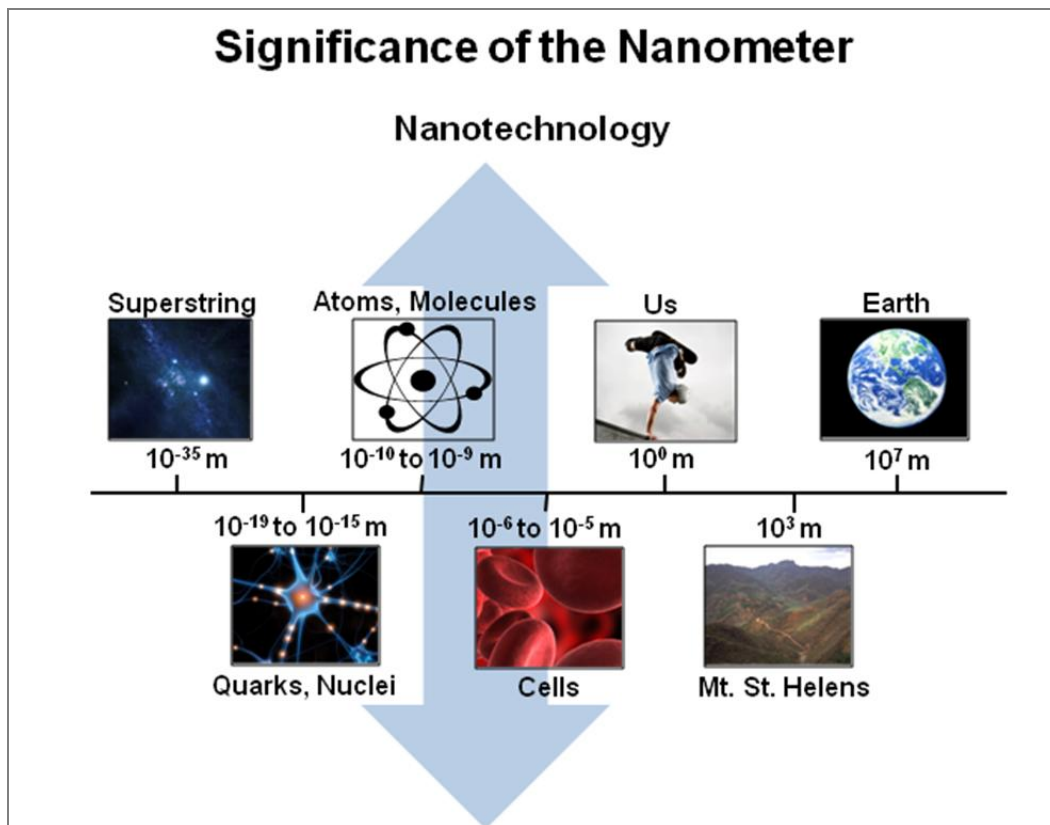 Significance of the Nanometer
Nanotechnology
Superstring
Atoms, Molecules
Us
Earth
10⁻³⁵ m
10⁻¹⁰ to 10⁻⁹ m
10⁰ m
10⁷ m
10⁻¹⁹ to 10⁻¹⁵ m
10⁻⁶ to 10⁻⁵ m
10³ m
Quarks, Nuclei
Cells
Mt. St. Helens